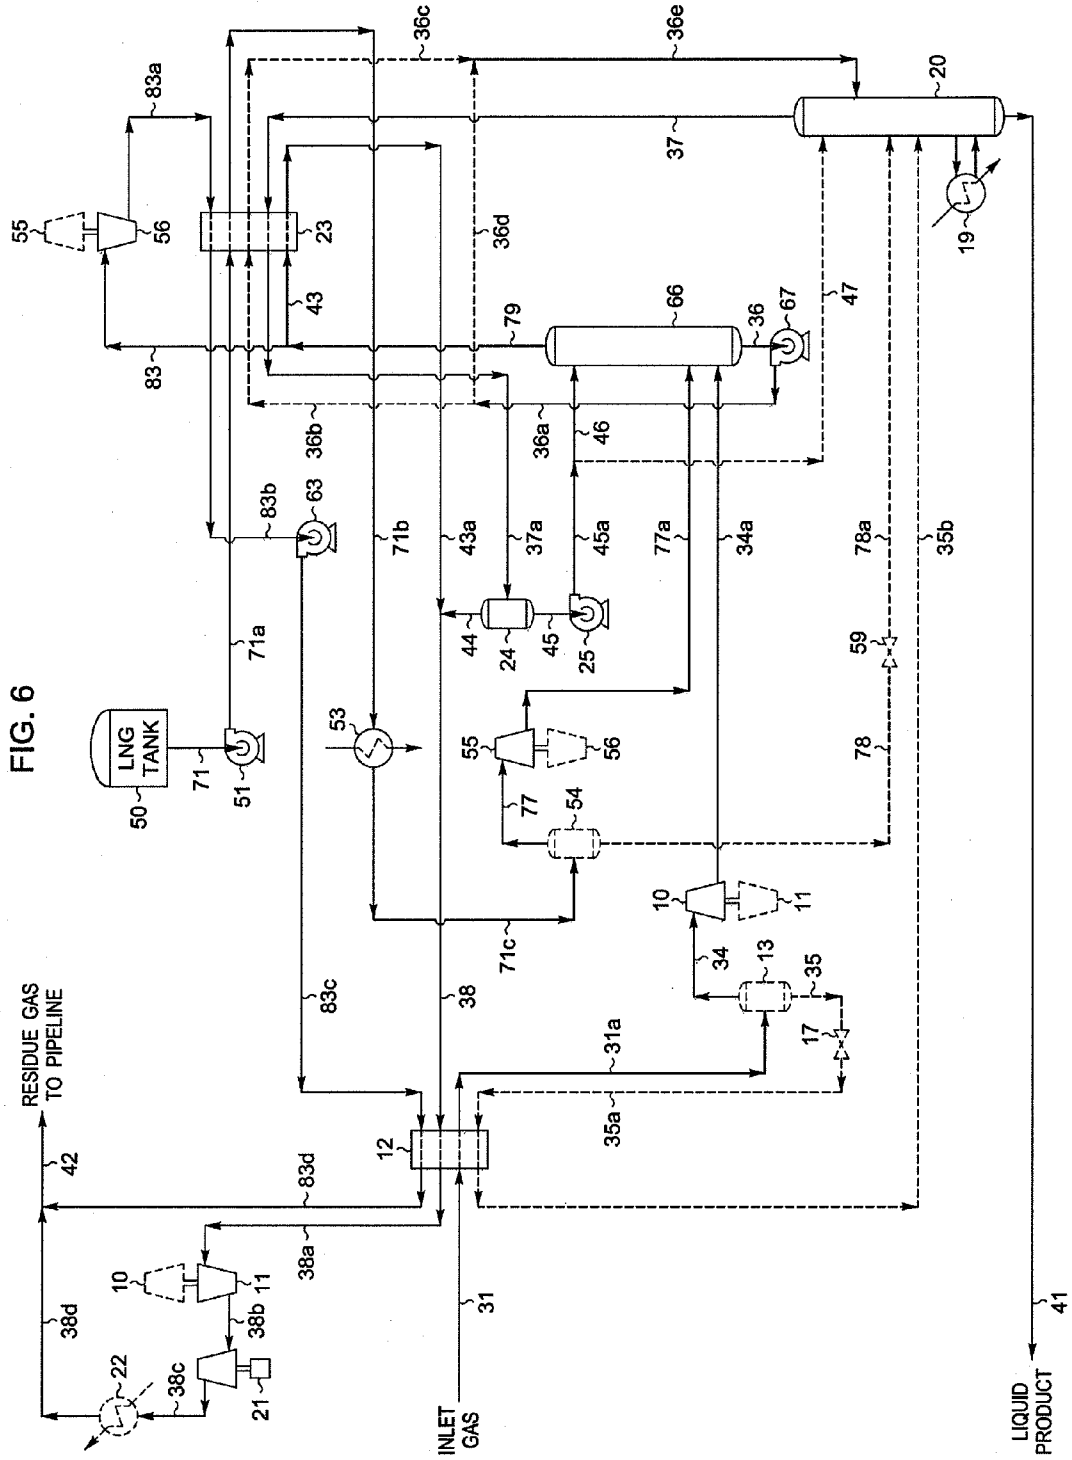 FIG. 6
36c
36e
83a
20
37
55
56
23
36d
19
43
66
79
36
67
47
83
36b
36a
46
83b
63
71b
43a
37a
45a
77a
34a
78a
35b
71a
44
24
45
25
59
LNG
TANK
53
50
71
51
55
56
78
77
54
10
11
71c
34
13
35
83c
38
17
RESIDUE GAS
TO PIPELINE
31a
35a
12
42
83d
38a
10
11
38d
38b
31
41
22
38c
21
INLET
GAS
LIQUID
PRODUCT